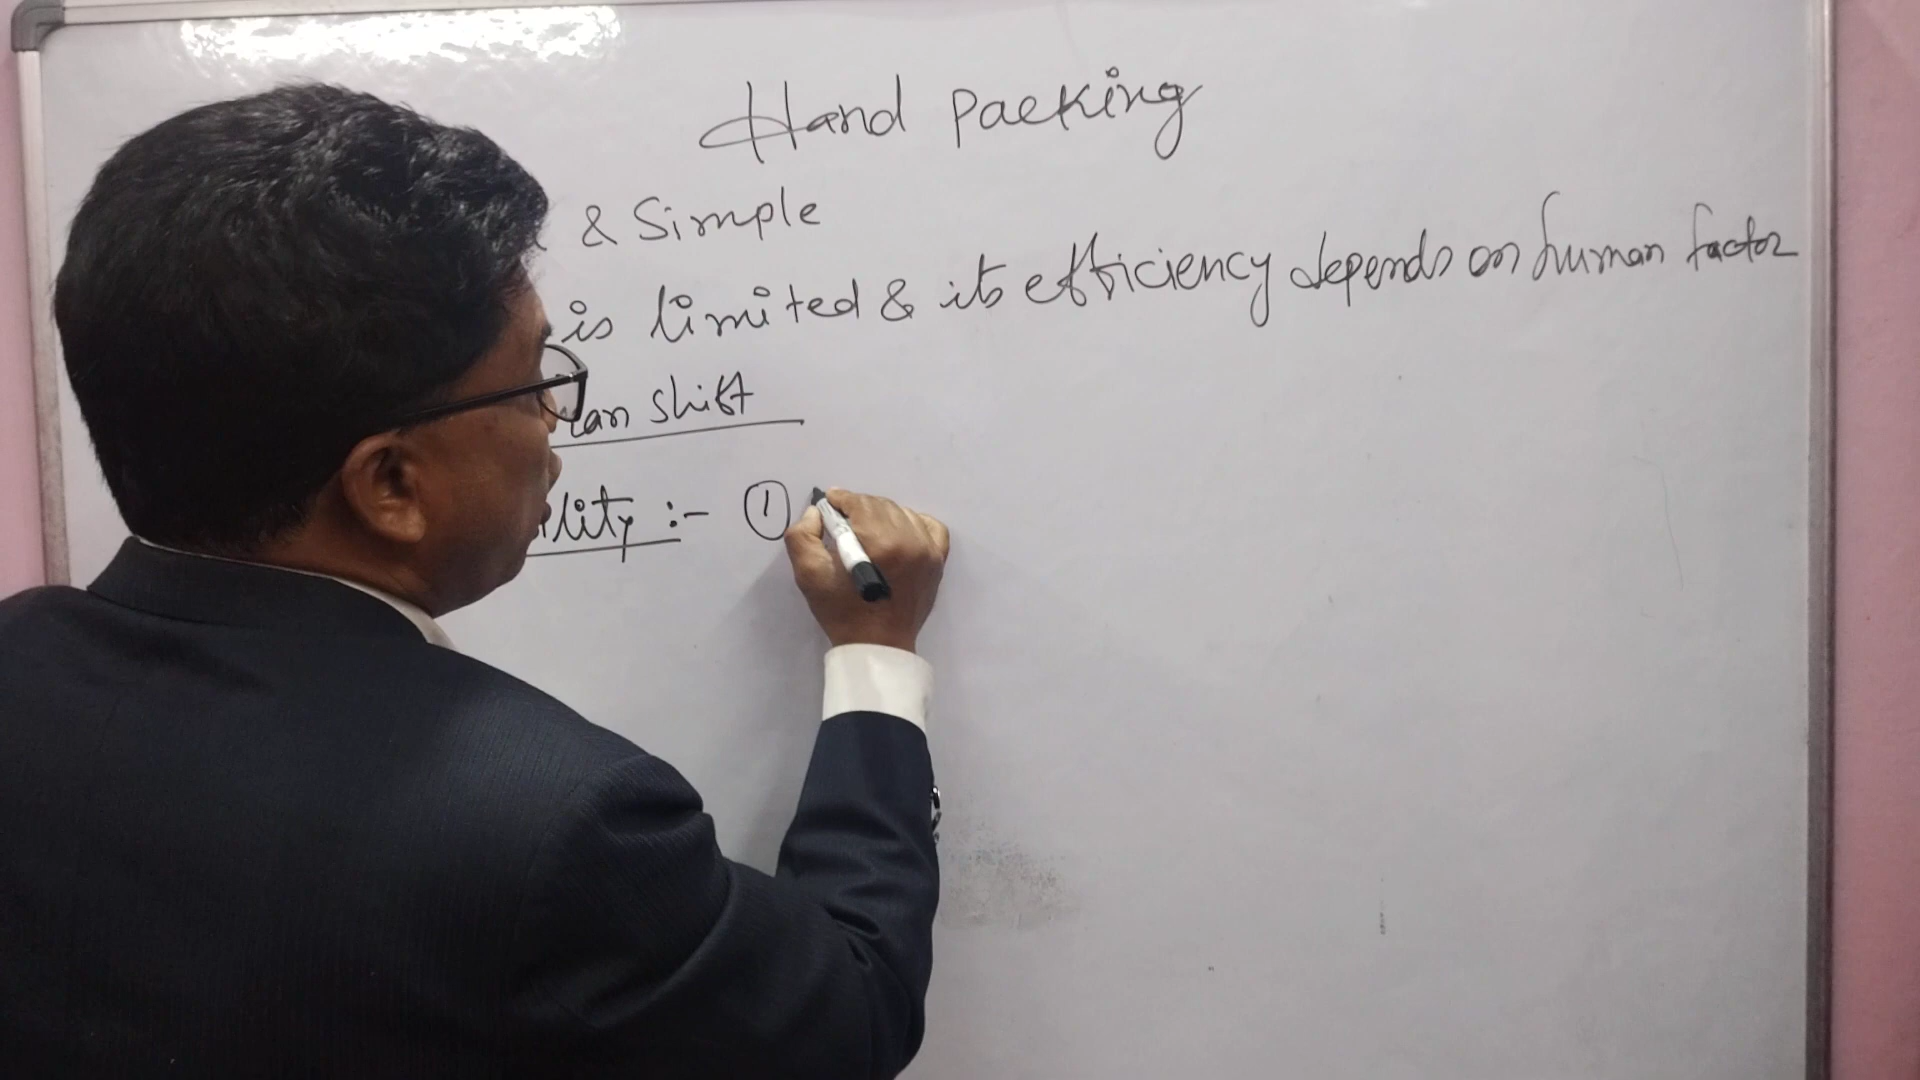 Hand Packing
& Simple
is limited & its efficiency depends on human factor
shift
:- ①